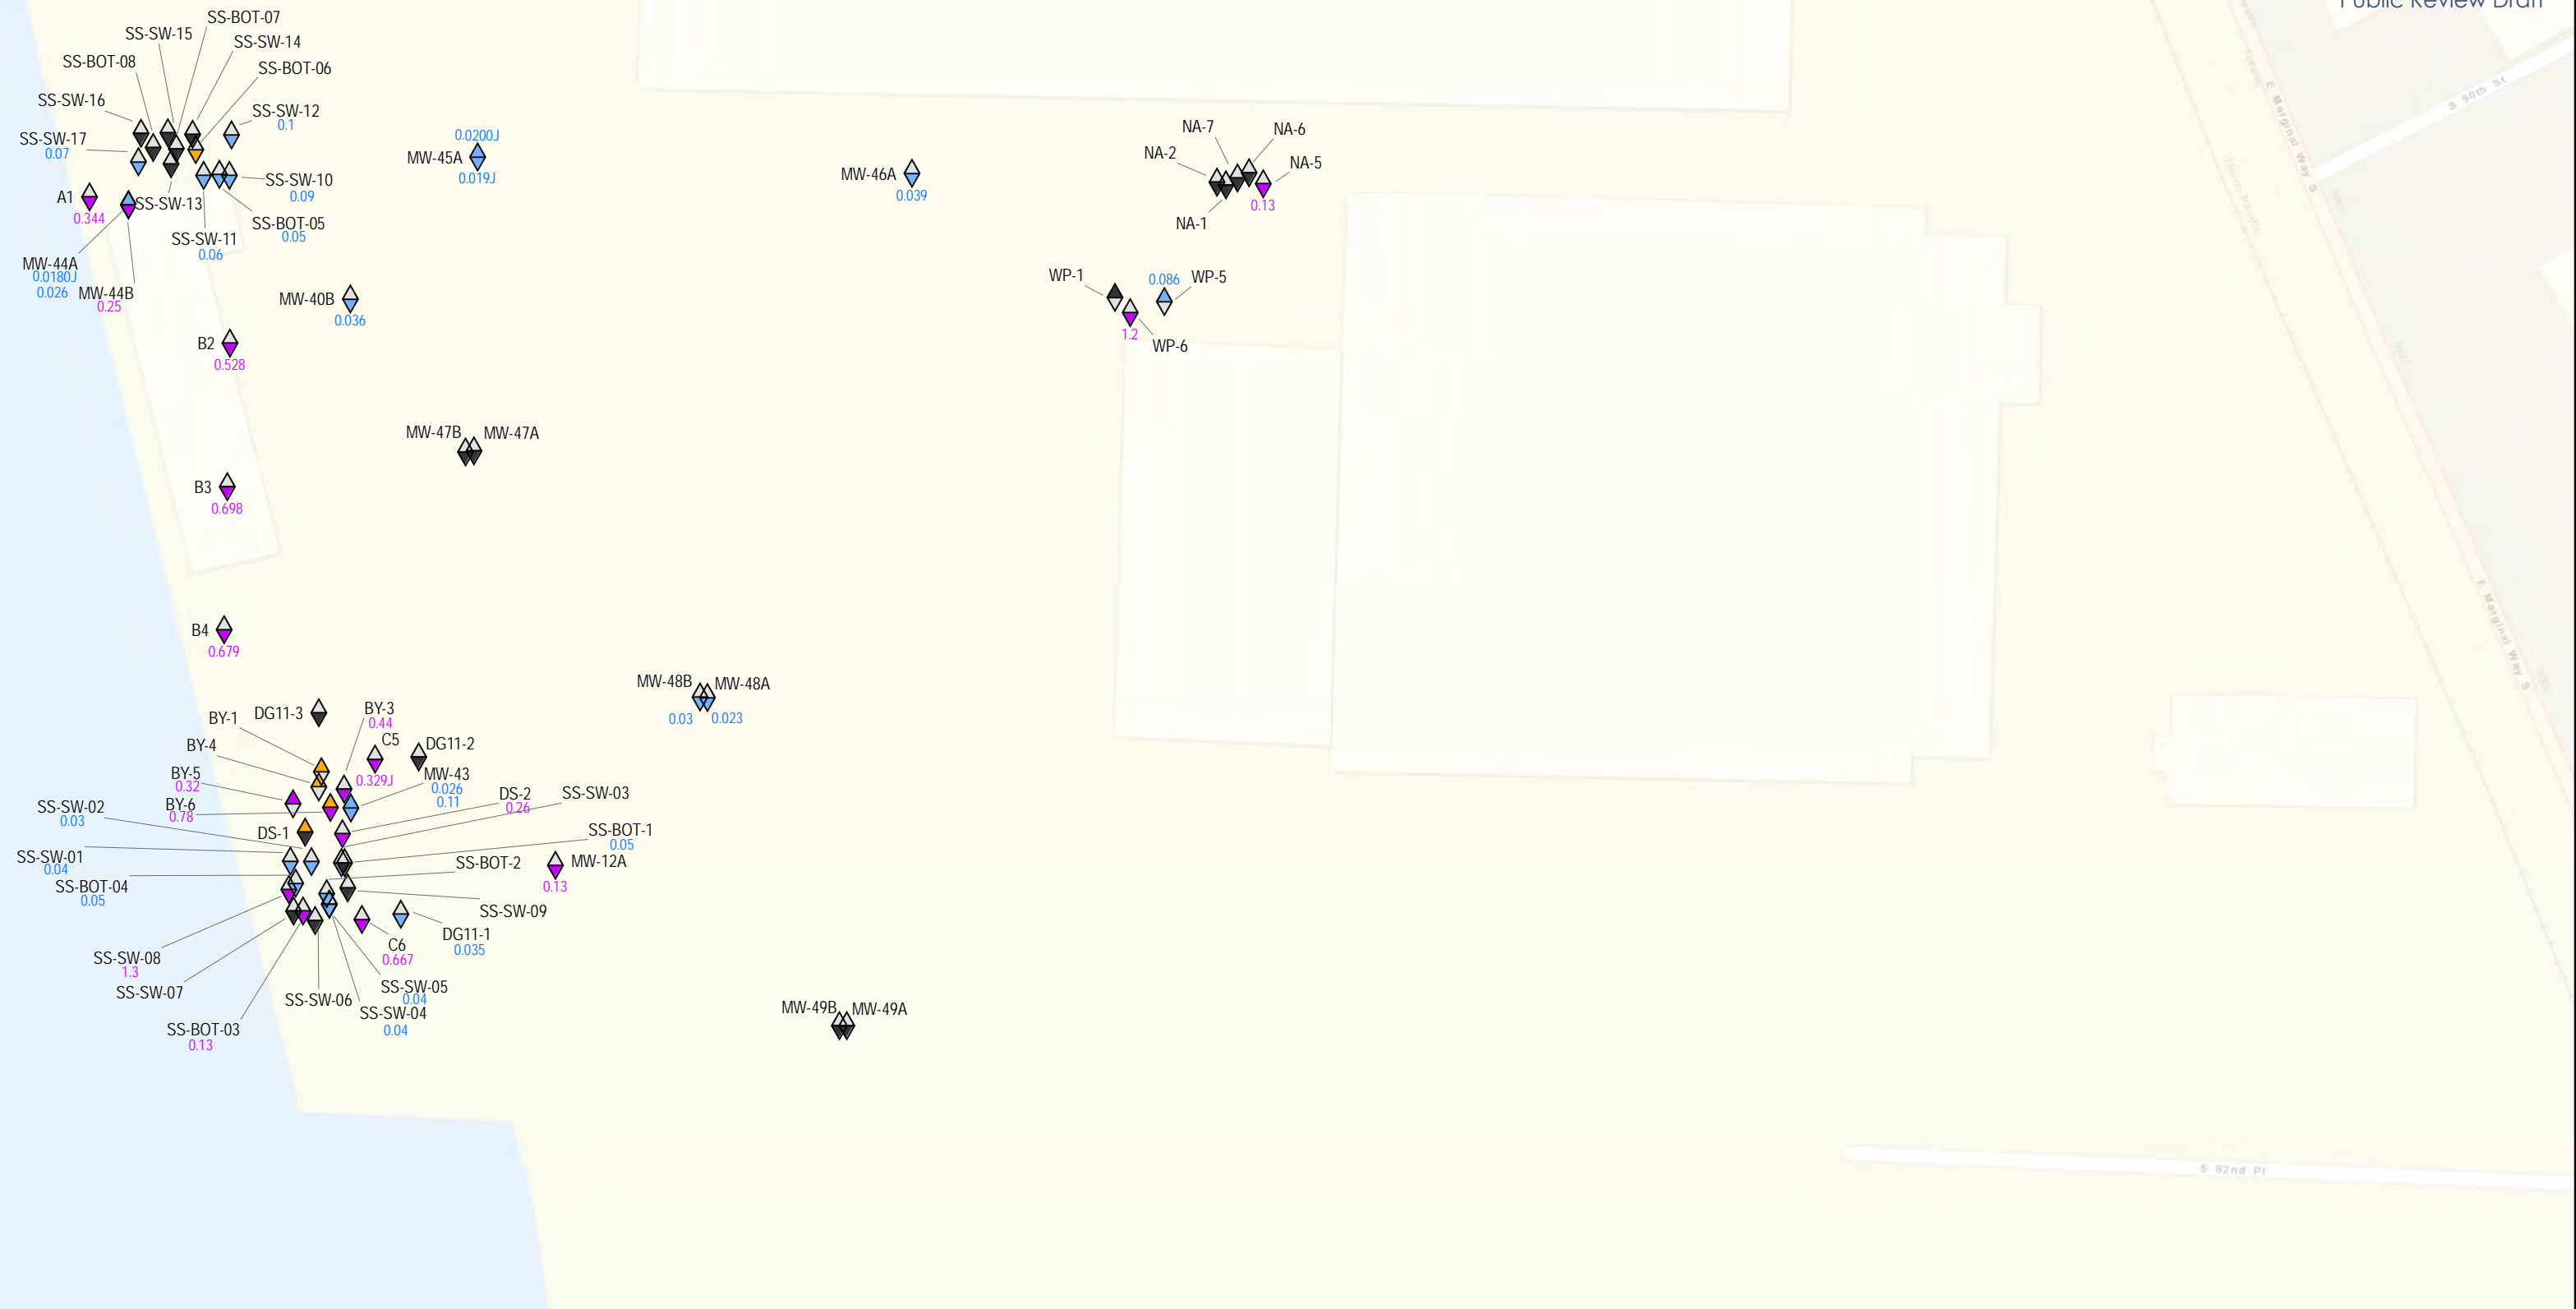 Public Review Draft
SS-BOT-07
SS-SW-15
SS-SW-14
SS-BOT-08
SS-BOT-06
SS-SW-16
SS-SW-12
0.1
SS-SW-17
0.07
SS-SW-10
0.09
A1
0.344
SS-SW-13
SS-BOT-05
0.05
SS-SW-11
0.06
MW-44A
0.0180J
0.026
MW-44B
0.25
0.0200J
MW-45A
0.019J
MW-46A
0.039
NA-7
NA-6
NA-2
NA-5
0.13
NA-1
MW-40B
0.036
WP-1
0.086
WP-5
1.2
WP-6
B2
0.528
MW-47B
MW-47A
B3
0.698
B4
0.679
MW-48B
MW-48A
0.03
0.023
DG11-3
BY-3
0.44
BY-1
C5
0.329J
DG11-2
BY-4
BY-5
0.32
MW-43
0.026
0.11
DS-2
0.26
SS-SW-03
SS-SW-02
0.03
BY-6
0.78
DS-1
SS-BOT-1
0.05
SS-SW-01
0.04
SS-BOT-2
MW-12A
0.13
SS-BOT-04
0.05
SS-SW-09
DG11-1
0.035
C6
0.667
SS-SW-08
1.3
SS-SW-07
SS-SW-06
SS-SW-05
0.04
SS-SW-04
0.04
SS-BOT-03
0.13
MW-49B
MW-49A
E Marginal Way S
S 90th St
E Marginal Way S
S 92nd Pl